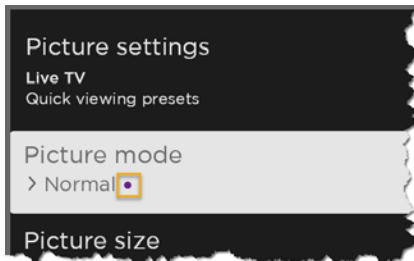 Picture settings
Live TV
Quick viewing presets
Picture mode
> Normal •
Picture size